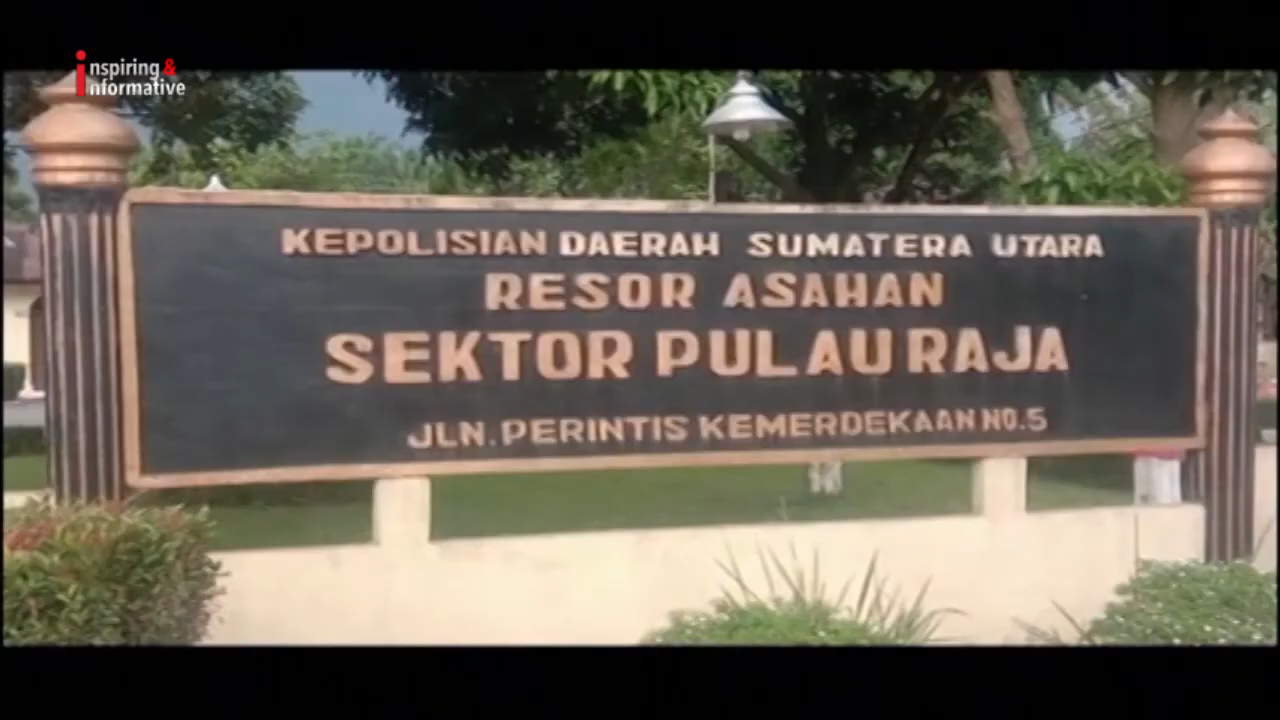 inspiring &
informative
KEPOLISIAN DAERAH SUMATERA UTARA
RESOR ASAHAN
SEKTOR PULAU RAJA
JLN. PERINTIS KEMERDEKAAN NO. 5